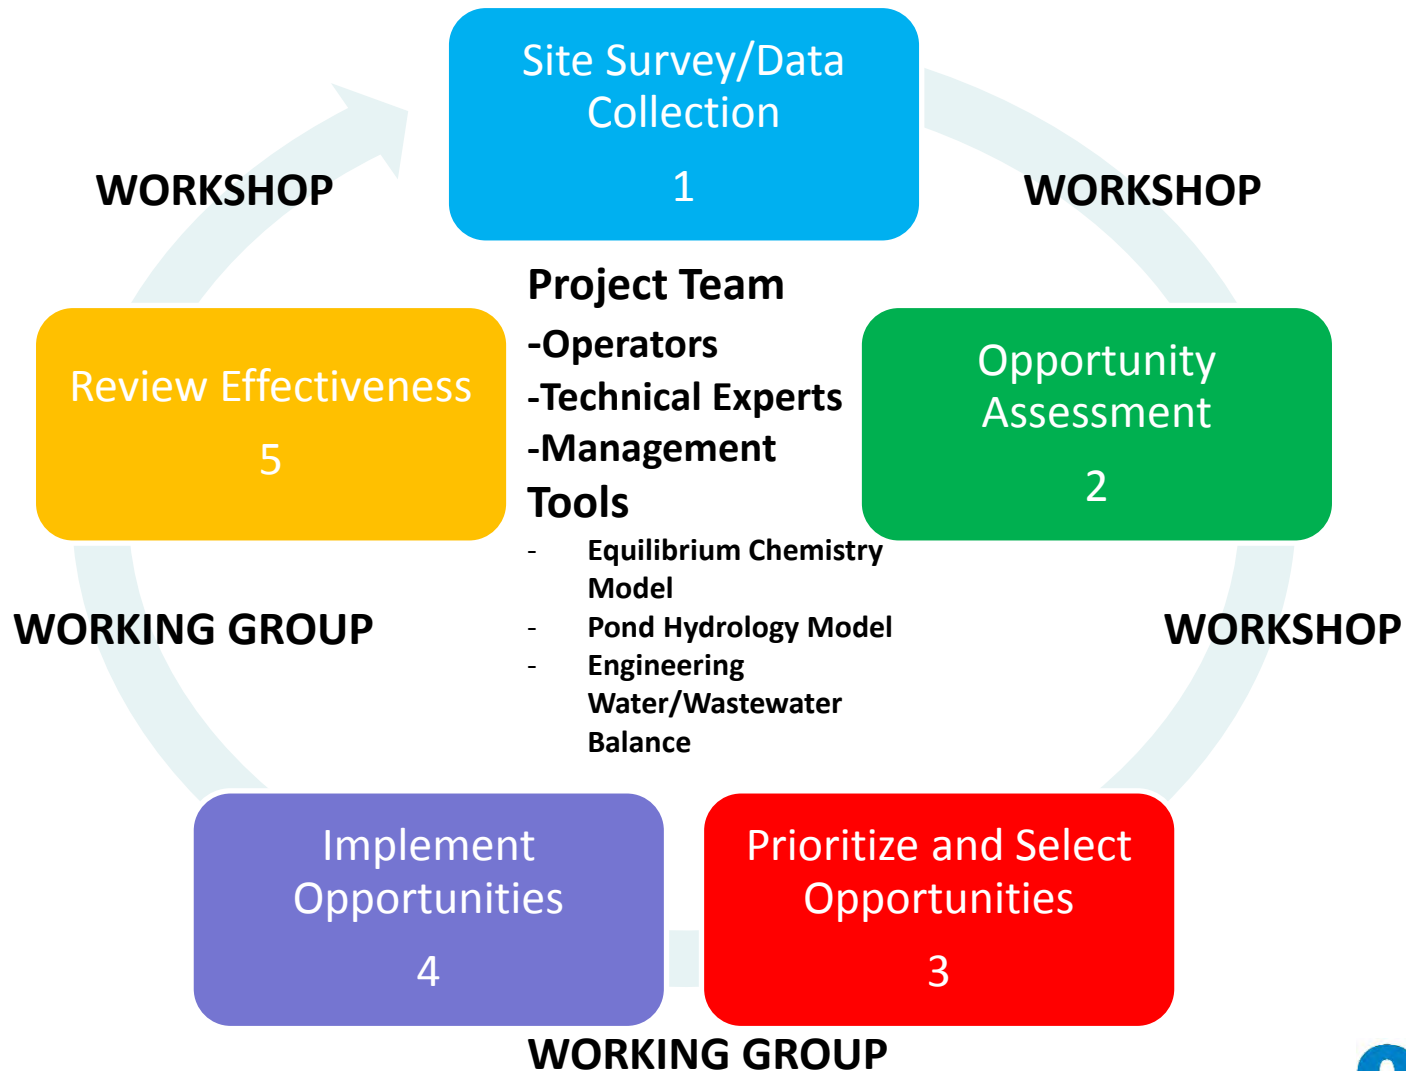 Site Survey/Data
Collection
1
WORKSHOP
WORKSHOP
Project Team
-Operators
-Technical Experts
-Management
Tools
- Equilibrium Chemistry
Model
- Pond Hydrology Model
- Engineering
Water/Wastewater
Balance
Opportunity
Assessment
2
Review Effectiveness
5
WORKING GROUP
WORKSHOP
Implement
Opportunities
4
Prioritize and Select
Opportunities
3
WORKING GROUP